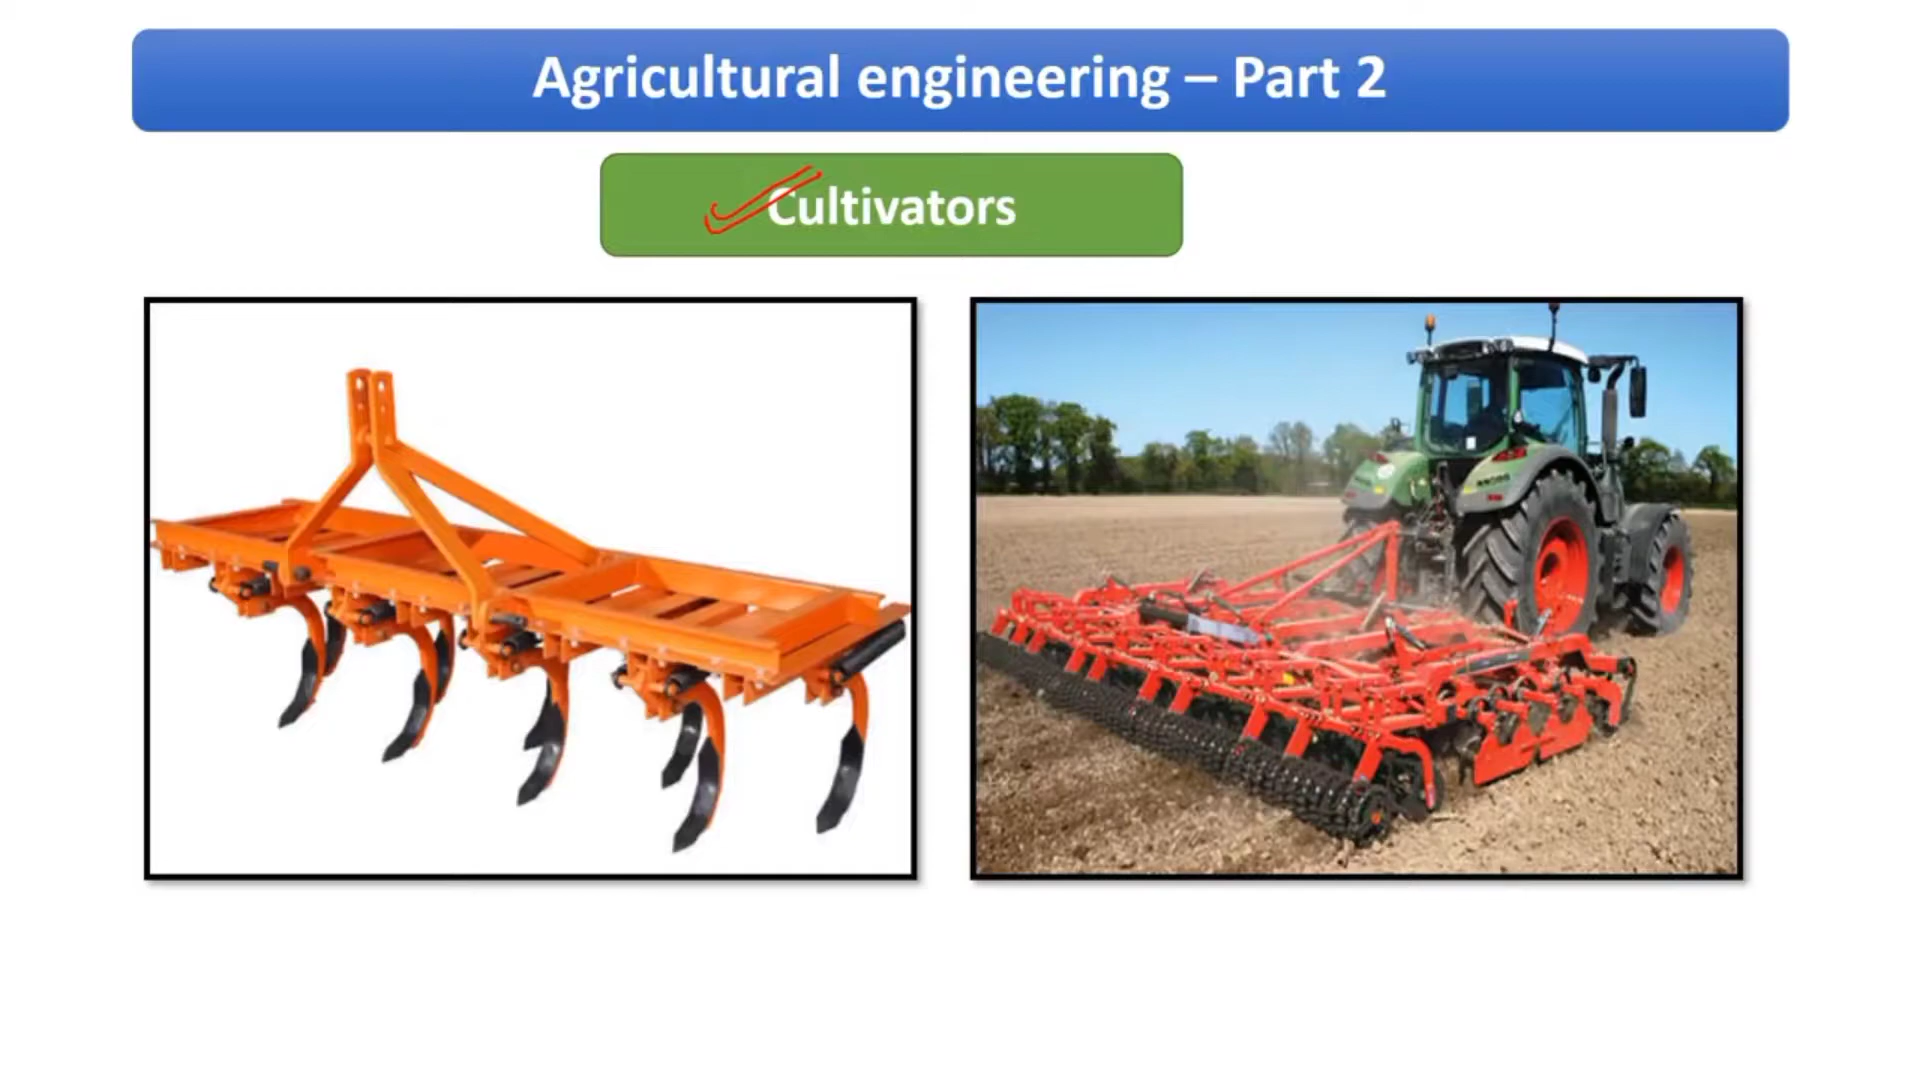 Agricultural engineering – Part 2
Cultivators